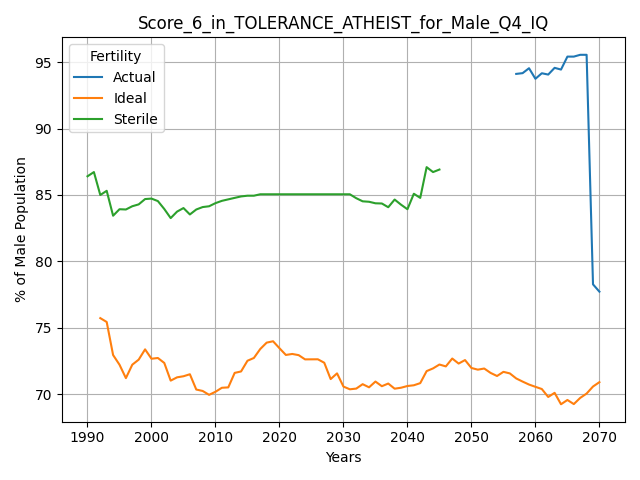 Score_6_in_TOLERANCE_ATHEIST_for_Male_Q4_IQ
Fertility
Actual
Ideal
Sterile
% of Male Population
95
90
85
80
75
70
1990
2000
2010
2020
2030
2040
2050
2060
2070
Years